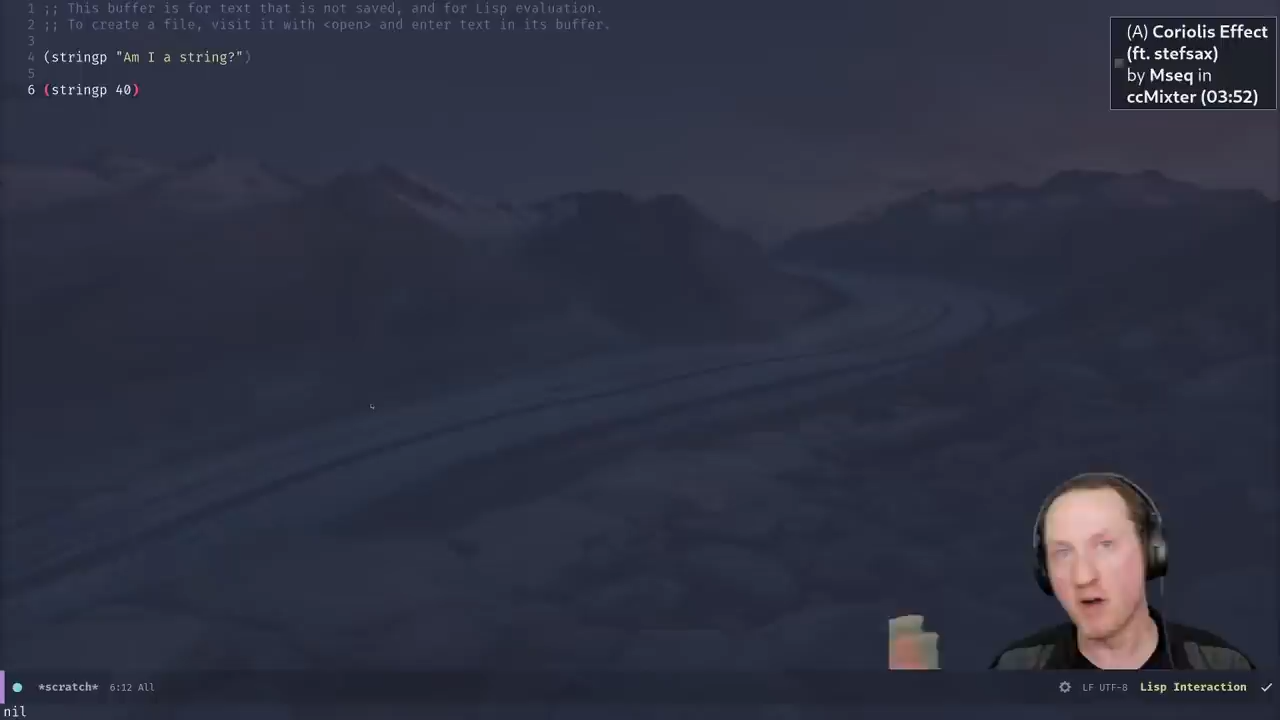 1 ;; This buffer is for text that is not saved, and for Lisp evaluation.
2 ;; To create a file, visit it with <open> and enter text in its buffer.
3
4 (stringp "Am I a string?")
5
6 (stringp 40)
(A) Coriolis Effect
(ft. stefsax)
by Mseq in
ccMixter (03:52)
*scratch* 6:12 All
LF UTF-8 Lisp Interaction
nil